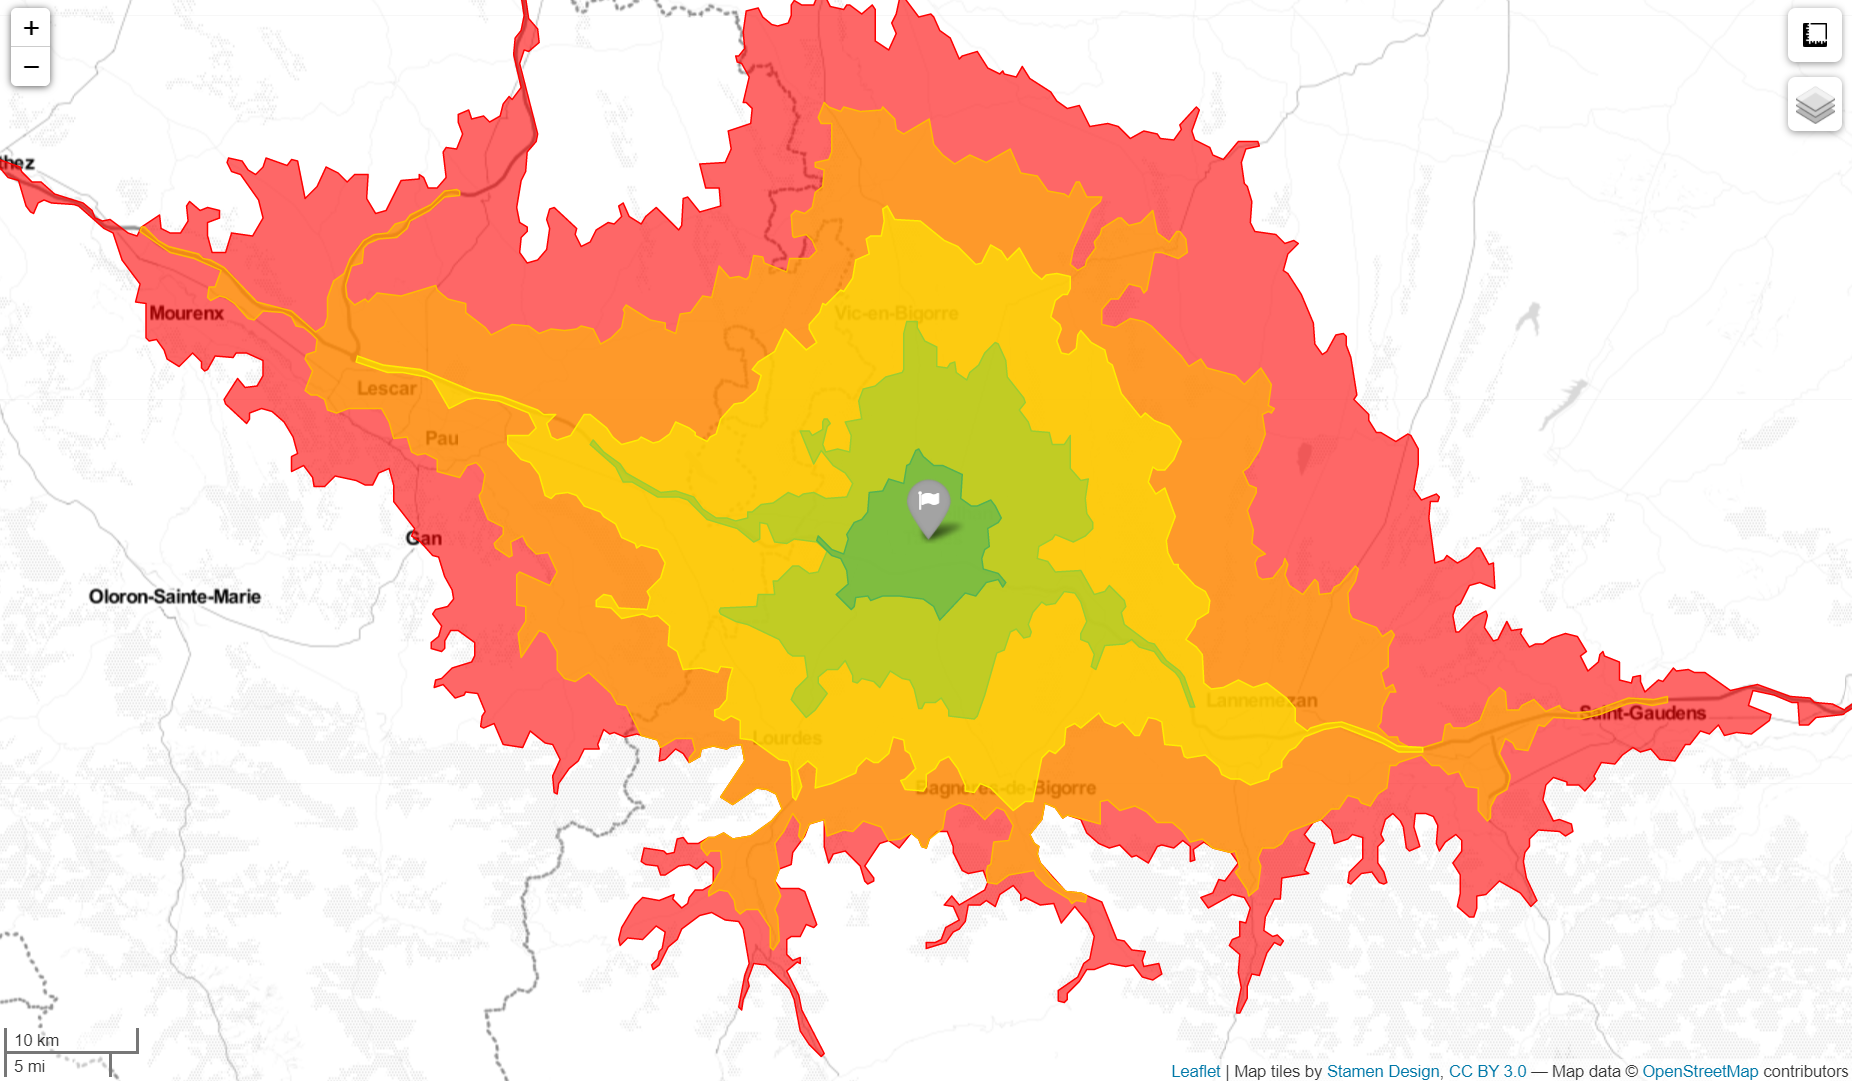 +
−
thez
Mourenx
Vic-en-Bigorre
Lescar
Pau
Gan
Oloron-Sainte-Marie
Lannemezan
Saint-Gaudens
Lourdes
Bagnères-de-Bigorre
10 km
5 mi
Leaflet | Map tiles by Stamen Design, CC BY 3.0 — Map data © OpenStreetMap contributors